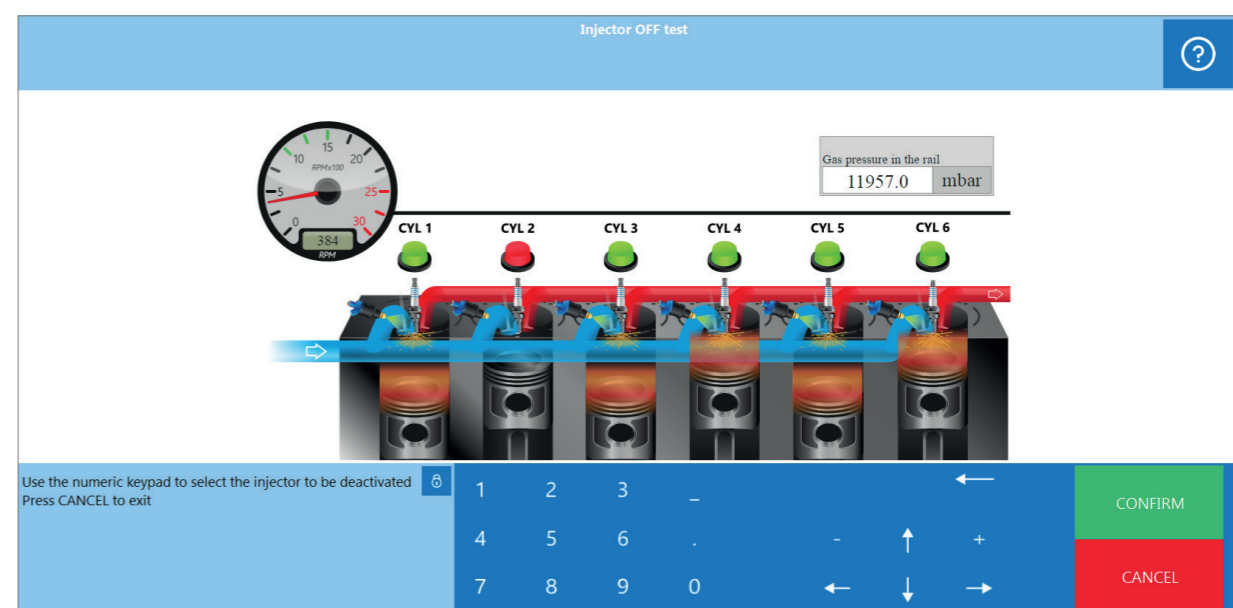 Injector OFF test
?
15
10
20
RPMx100
5
25
0
30
384
RPM
Gas pressure in the rail
11957.0 mbar
CYL 1 CYL 2 CYL 3 CYL 4 CYL 5 CYL 6
Use the numeric keypad to select the injector to be deactivated
Press CANCEL to exit
1 2 3 _ ←
4 5 6 . - ↑ +
7 8 9 0 ← ↓ →
CONFIRM
CANCEL